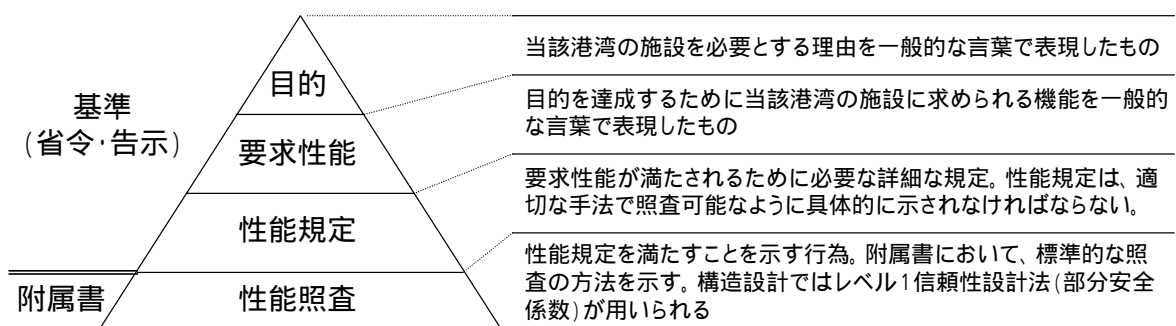 目的
当該港湾の施設を必要とする理由を一般的な言葉で表現したもの
基準
(省令・告示)
要求性能
目的を達成するために当該港湾の施設に求められる機能を一般的
な言葉で表現したもの
性能規定
要求性能が満たされるために必要な詳細な規定。性能規定は、適
切な手法で照査可能なように具体的に示されなければならない。
附属書
性能照査
性能規定を満たすことを示す行為。附属書において、標準的な照
査の方法を示す。構造設計ではレベル1信頼性設計法(部分安全
係数)が用いられる